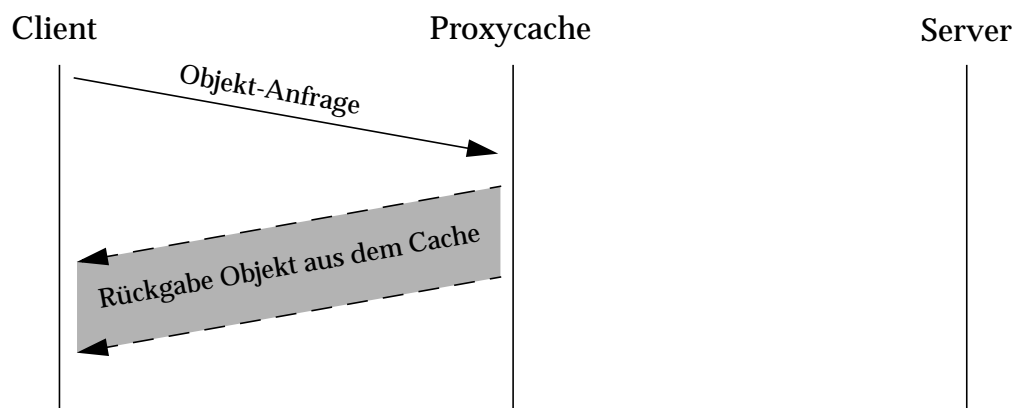 Client
Proxycache
Server
Objekt-Anfrage
Rückgabe Objekt aus dem Cache